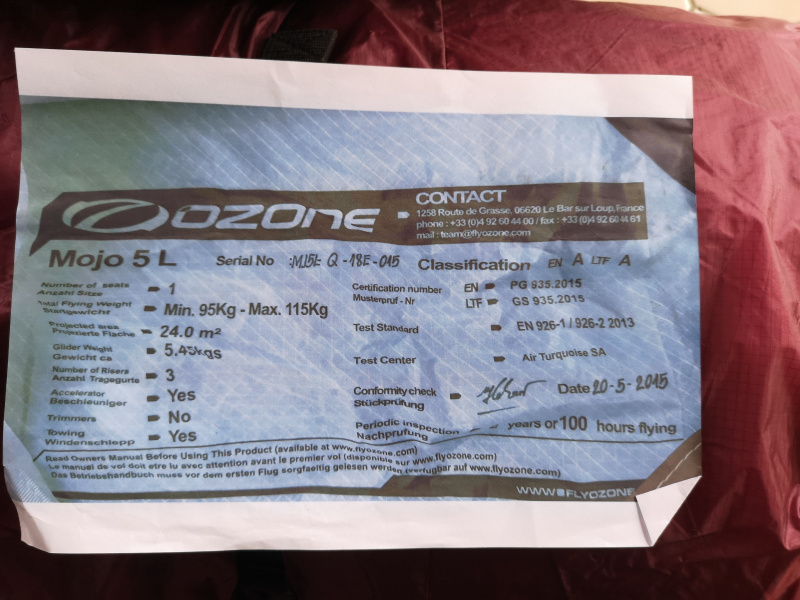 OZONE
CONTACT
1258 Route de Grasse, 06620 Le Bar sur Loup, France
phone : +33 (0)4 92 60 44 00 / fax : +33 (0)4 92 60 44 61
mail : team@flyozone.com
Mojo 5 L
Serial No :MJ5L Q-18E-015
Classification EN A LTF A
Number of seats
Anzahl Sitze
1
Total Flying Weight
Startgewicht
Min. 95Kg - Max. 115Kg
Projected area
Projizierte Flache
24.0 m²
Glider Weight
Gewicht ca
5.45kgs
Number of Risers
Anzahl Tragegurte
3
Accelerator
Beschleuniger
Yes
Trimmers
No
Towing
Windenschlepp
Yes
Certification number
Musterpruf - Nr
EN PG 935.2015
LTF GS 935.2015
Test Standard
EN 926-1 / 926-2 2013
Test Center
Air Turquoise SA
Conformity check
Stückprüfung
Date 20-5-2015
Periodic inspection
Nachprufung
years or 100 hours flying
Read Owners Manual Before Using This Product (available at www.flyozone.com)
Le manuel de vol doit etre lu avec attention avant le premier vol (disponible sur www.flyozone.com)
Das Betriebshandbuch mues vor dem ersten Flug sorgfaeltig gelesen werden (verfugbar auf www.flyozone.com)
WWW.FLYOZONE